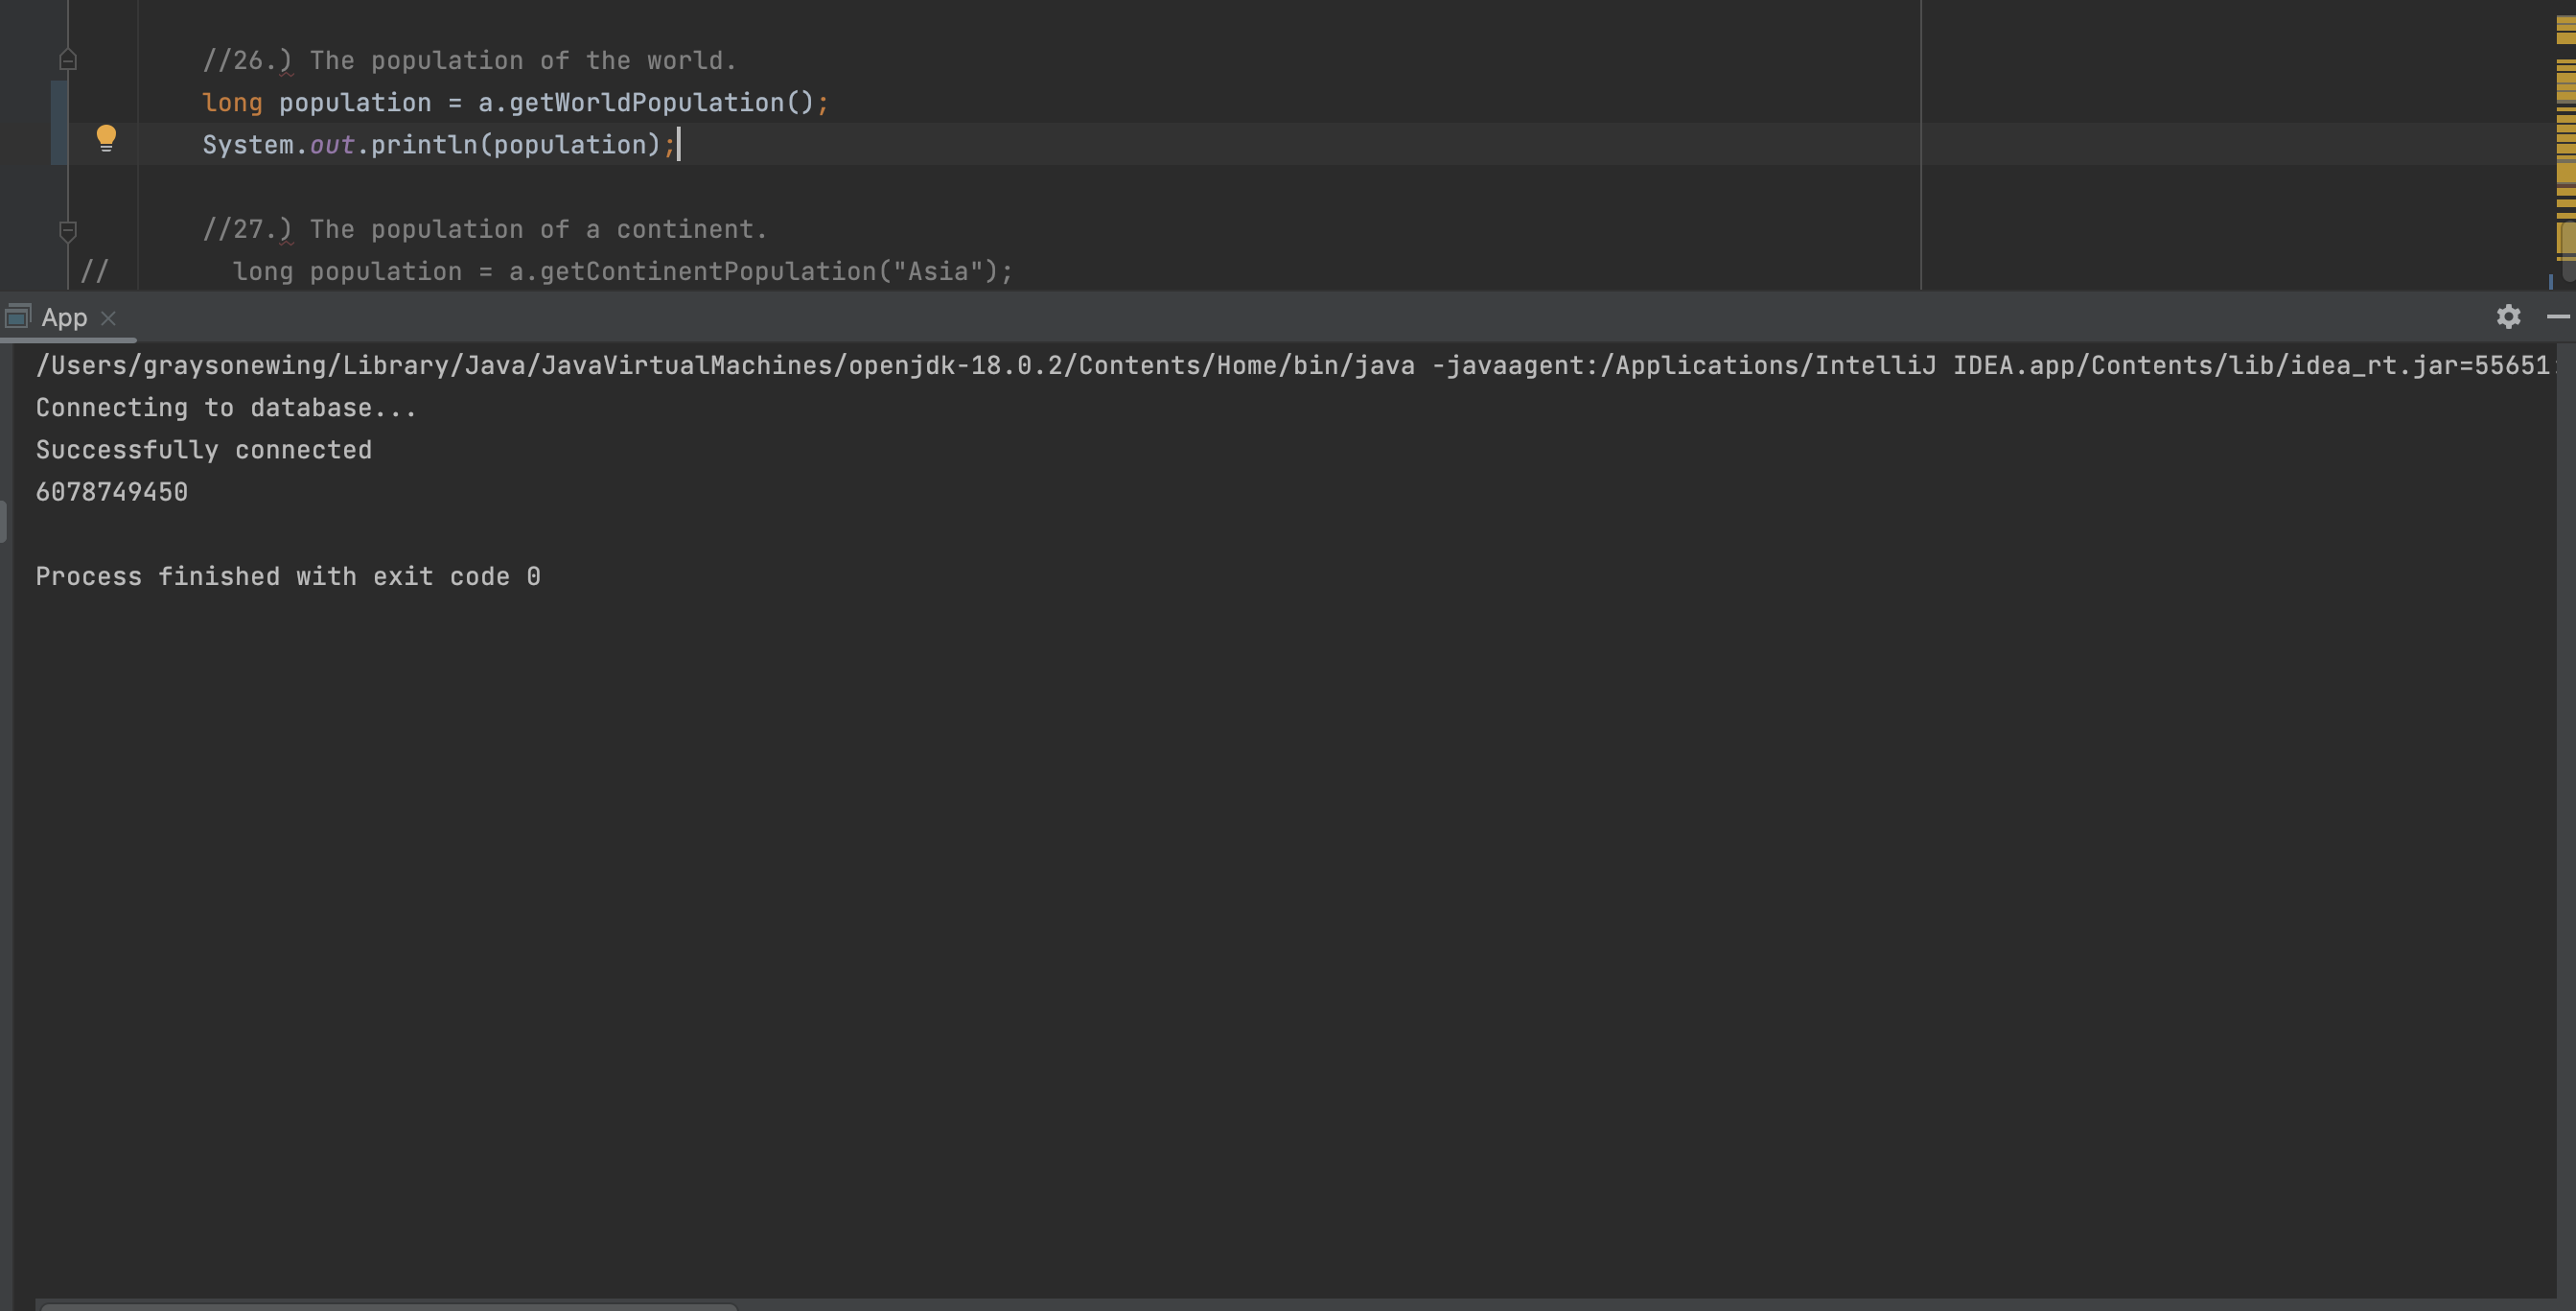 //26.) The population of the world.
long population = a.getWorldPopulation();
System.out.println(population);
//27.) The population of a continent.
// long population = a.getContinentPopulation("Asia");
App
/Users/graysonewing/Library/Java/JavaVirtualMachines/openjdk-18.0.2/Contents/Home/bin/java -javaagent:/Applications/IntelliJ IDEA.app/Contents/lib/idea_rt.jar=55651:
Connecting to database...
Successfully connected
6078749450
Process finished with exit code 0